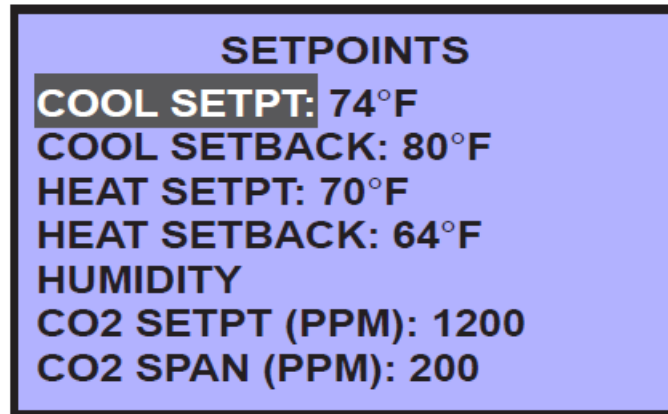 SETPOINTS
COOL SETPT: 74°F
COOL SETBACK: 80°F
HEAT SETPT: 70°F
HEAT SETBACK: 64°F
HUMIDITY
CO2 SETPT (PPM): 1200
CO2 SPAN (PPM): 200